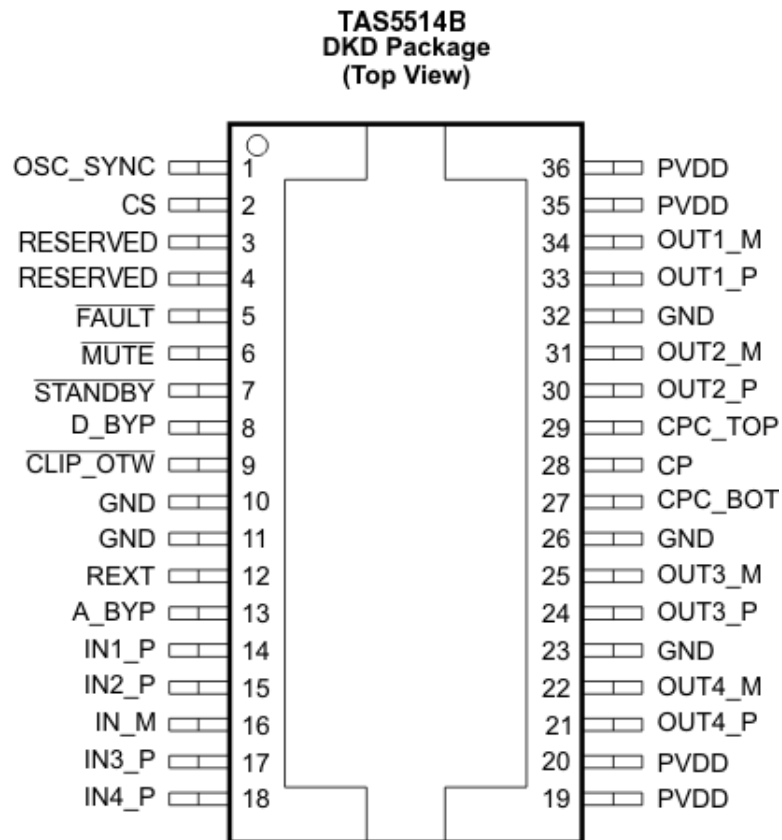 TAS5514B
DKD Package
(Top View)
OSC_SYNC 1 36 PVDD
CS 2 35 PVDD
RESERVED 3 34 OUT1_M
RESERVED 4 33 OUT1_P
FAULT 5 32 GND
MUTE 6 31 OUT2_M
STANDBY 7 30 OUT2_P
D_BYP 8 29 CPC_TOP
CLIP_OTW 9 28 CP
GND 10 27 CPC_BOT
GND 11 26 GND
REXT 12 25 OUT3_M
A_BYP 13 24 OUT3_P
IN1_P 14 23 GND
IN2_P 15 22 OUT4_M
IN_M 16 21 OUT4_P
IN3_P 17 20 PVDD
IN4_P 18 19 PVDD